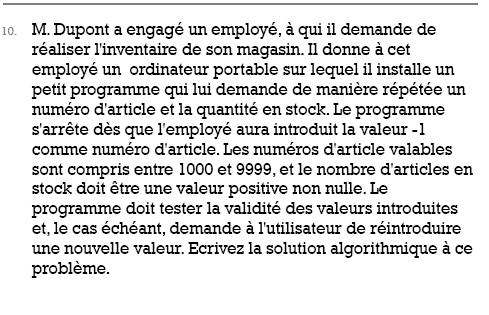 10. M. Dupont a engagé un employé, à qui il demande de
réaliser l'inventaire de son magasin. Il donne à cet
employé un ordinateur portable sur lequel il installe un
petit programme qui lui demande de manière répétée un
numéro d'article et la quantité en stock. Le programme
s'arrête dès que l'employé aura introduit la valeur -1
comme numéro d'article. Les numéros d'article valables
sont compris entre 1000 et 9999, et le nombre d'articles en
stock doit être une valeur positive non nulle. Le
programme doit tester la validité des valeurs introduites
et, le cas échéant, demande à l'utilisateur de réintroduire
une nouvelle valeur. Ecrivez la solution algorithmique à ce
problème.